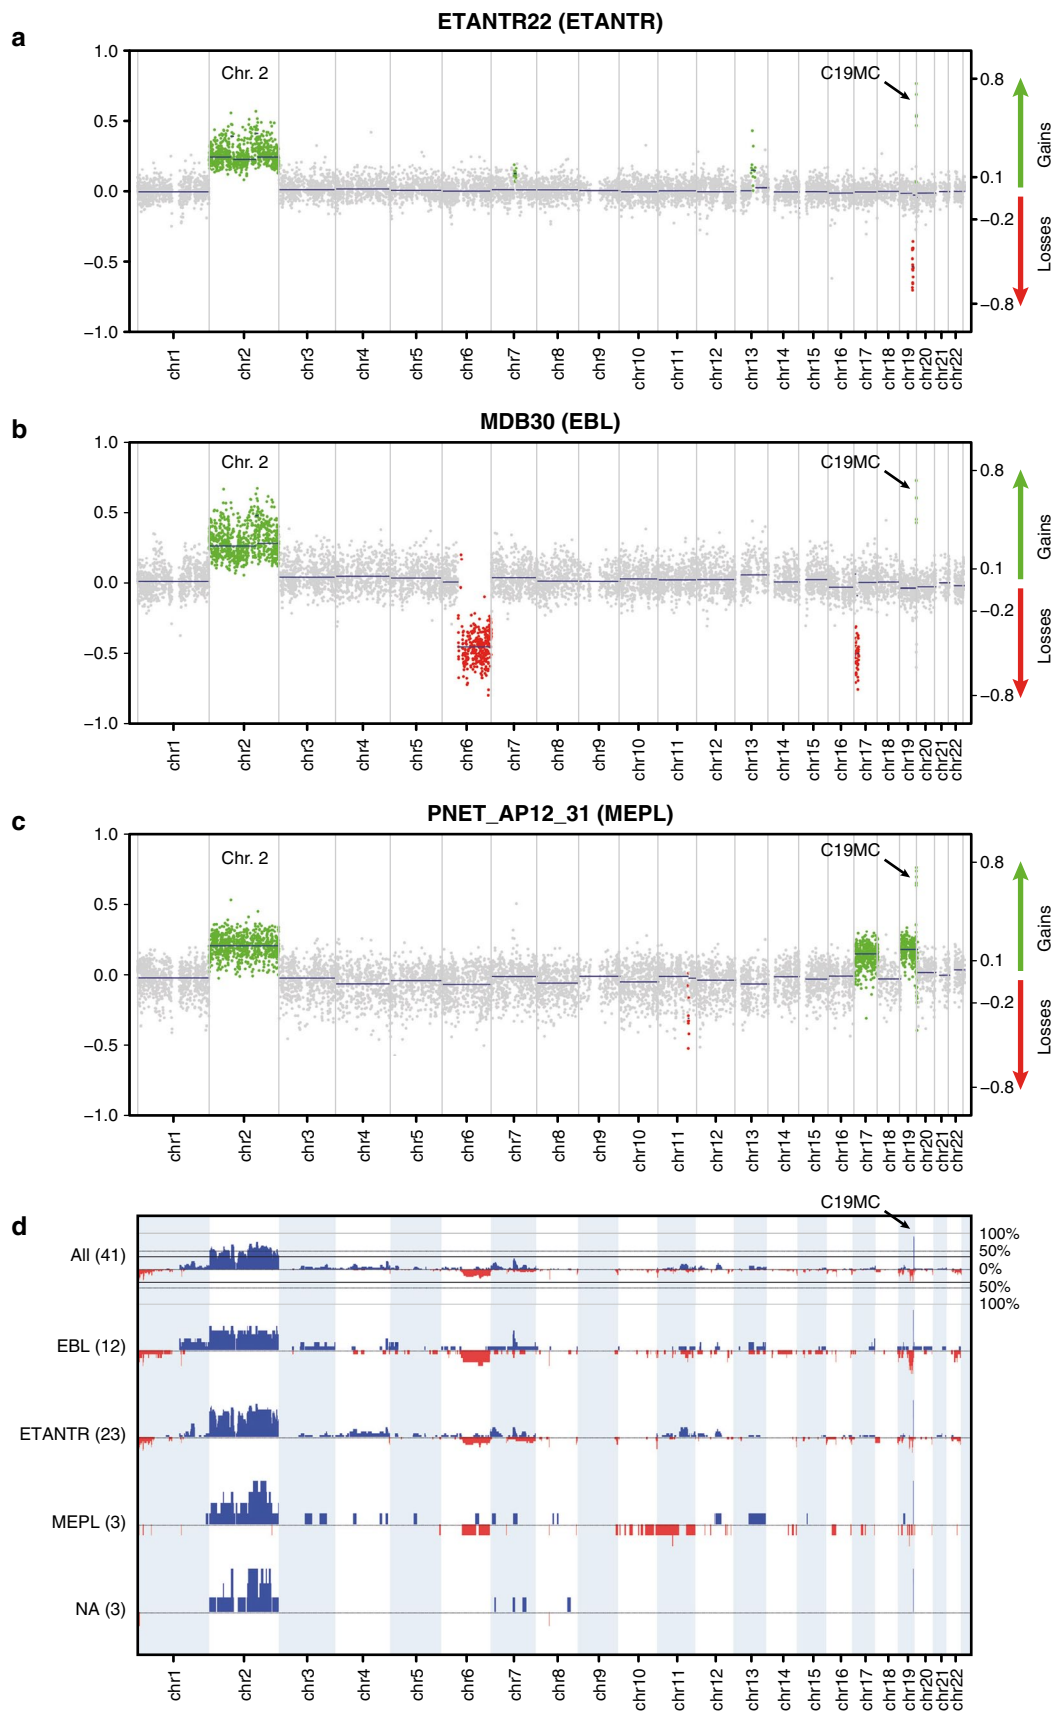 a
ETANTR22 (ETANTR)
Chr. 2
C19MC
1.0
0.5
0.0
−0.5
−1.0
0.8
0.1
−0.2
−0.8
Gains
Losses
chr1 chr2 chr3 chr4 chr5 chr6 chr7 chr8 chr9 chr10 chr11 chr12 chr13 chr14 chr15 chr16 chr17 chr18 chr19 chr20 chr21 chr22
b
MDB30 (EBL)
Chr. 2
C19MC
1.0
0.5
0.0
−0.5
−1.0
0.8
0.1
−0.2
−0.8
Gains
Losses
chr1 chr2 chr3 chr4 chr5 chr6 chr7 chr8 chr9 chr10 chr11 chr12 chr13 chr14 chr15 chr16 chr17 chr18 chr19 chr20 chr21 chr22
c
PNET_AP12_31 (MEPL)
Chr. 2
C19MC
1.0
0.5
0.0
−0.5
−1.0
0.8
0.1
−0.2
−0.8
Gains
Losses
chr1 chr2 chr3 chr4 chr5 chr6 chr7 chr8 chr9 chr10 chr11 chr12 chr13 chr14 chr15 chr16 chr17 chr18 chr19 chr20 chr21 chr22
d
C19MC
All (41)
100%
50%
0%
50%
100%
EBL (12)
ETANTR (23)
MEPL (3)
NA (3)
chr1 chr2 chr3 chr4 chr5 chr6 chr7 chr8 chr9 chr10 chr11 chr12 chr13 chr14 chr15 chr16 chr17 chr18 chr19 chr20 chr21 chr22